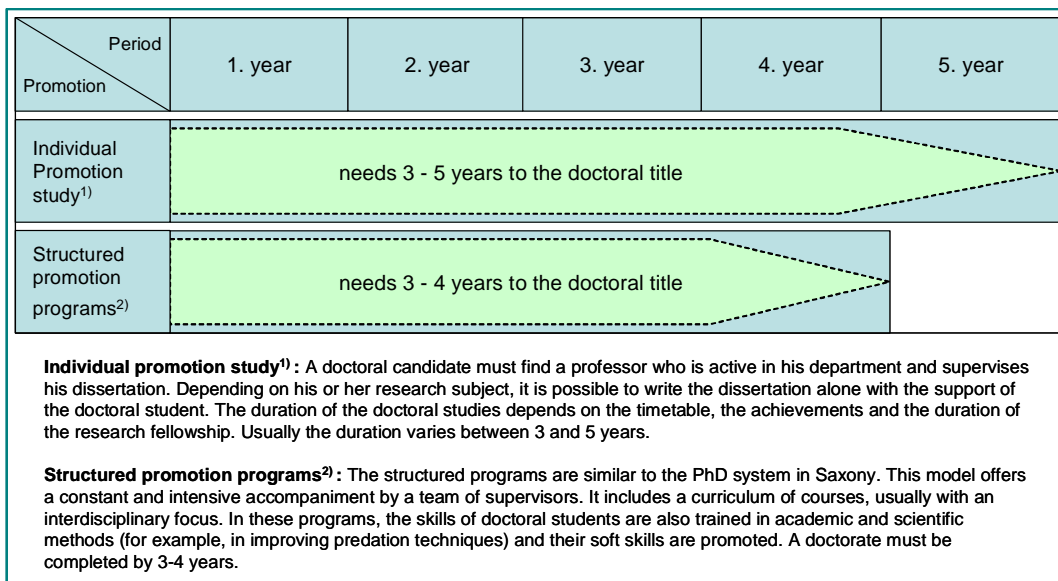 Period
Promotion
1. year
2. year
3. year
4. year
5. year
Individual
Promotion
study1)
needs 3 - 5 years to the doctoral title
Structured
promotion
programs2)
needs 3 - 4 years to the doctoral title
Individual promotion study1) : A doctoral candidate must find a professor who is active in his department and supervises
his dissertation. Depending on his or her research subject, it is possible to write the dissertation alone with the support of
the doctoral student. The duration of the doctoral studies depends on the timetable, the achievements and the duration of
the research fellowship. Usually the duration varies between 3 and 5 years.
Structured promotion programs2) : The structured programs are similar to the PhD system in Saxony. This model offers
a constant and intensive accompaniment by a team of supervisors. It includes a curriculum of courses, usually with an
interdisciplinary focus. In these programs, the skills of doctoral students are also trained in academic and scientific
methods (for example, in improving predation techniques) and their soft skills are promoted. A doctorate must be
completed by 3-4 years.